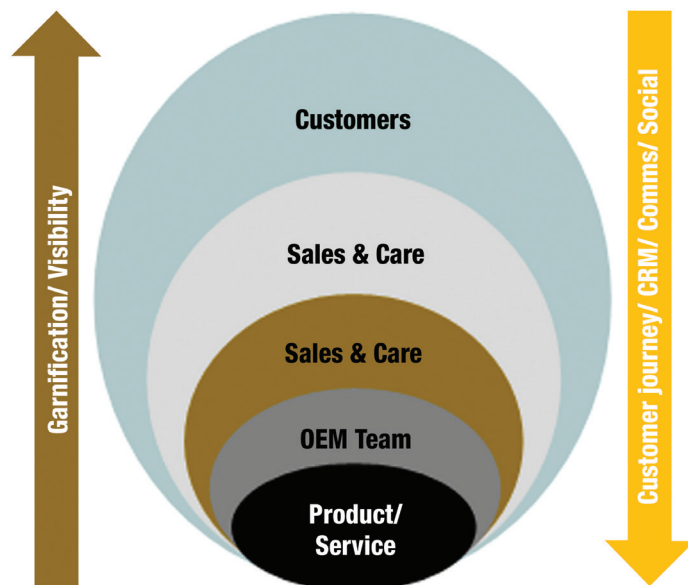 Garnification/ Visibility
Customers
Sales & Care
Sales & Care
OEM Team
Product/
Service
Customer journey/ CRM/ Comms/ Social